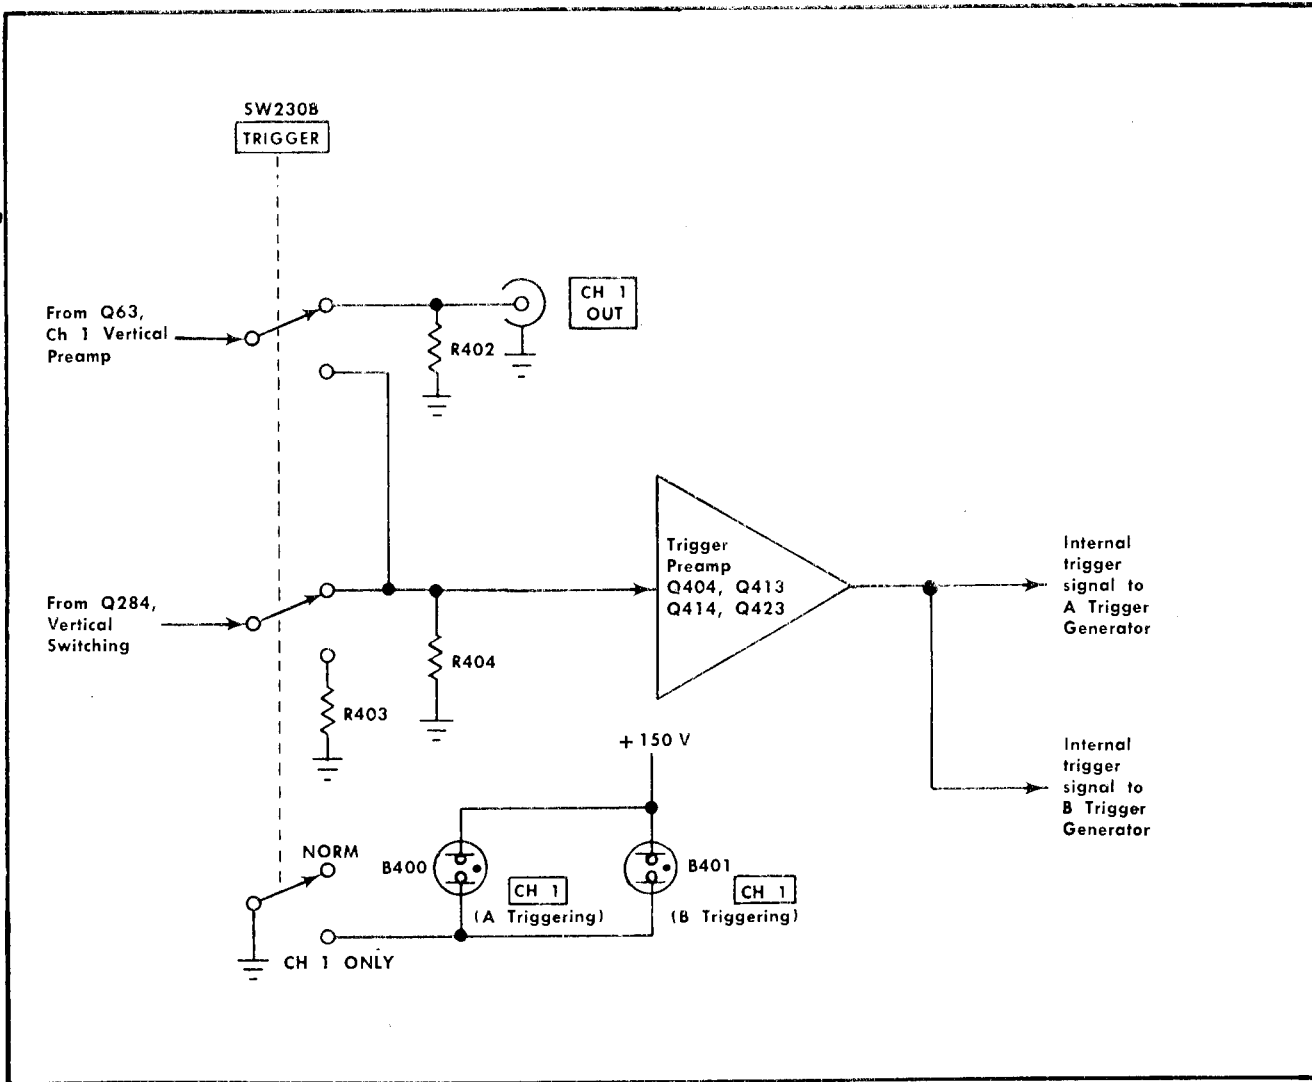 SW230B
TRIGGER
From Q63,
Ch 1 Vertical
Preamp
CH 1
OUT
R402
Trigger
Preamp
Q404, Q413
Q414, Q423
Internal
trigger
signal to
A Trigger
Generator
From Q284,
Vertical
Switching
R404
R403
+150 V
Internal
trigger
signal to
B Trigger
Generator
NORM
B400
B401
CH 1
(A Triggering)
CH 1
(B Triggering)
CH 1 ONLY